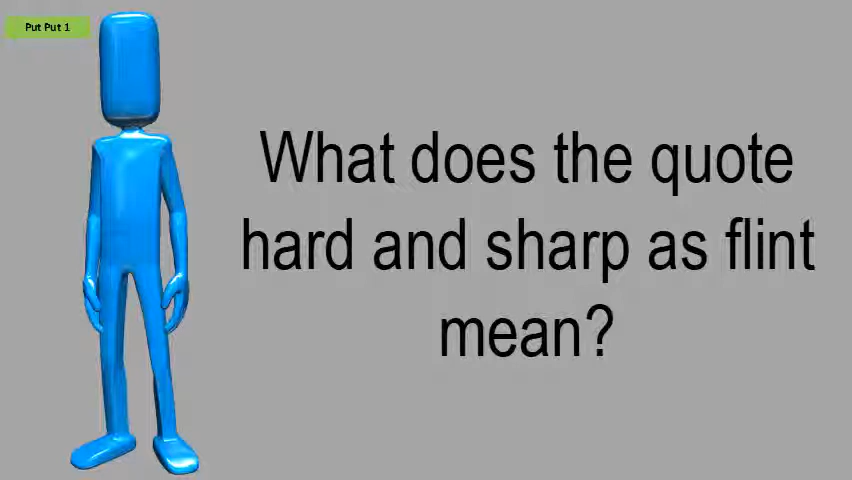 Put Put 1
What does the quote
hard and sharp as flint
mean?